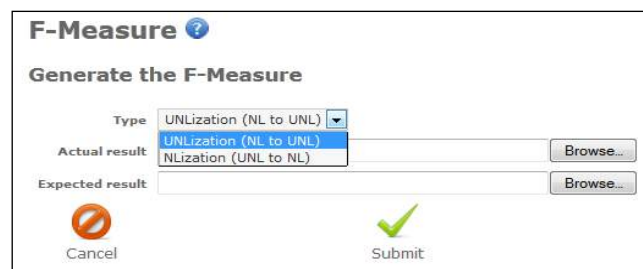 F-Measure ?
Generate the F-Measure
Type UNLization (NL to UNL)
UNLization (NL to UNL)
Actual result Browse...
NLization (UNL to NL)
Expected result Browse...
Cancel Submit